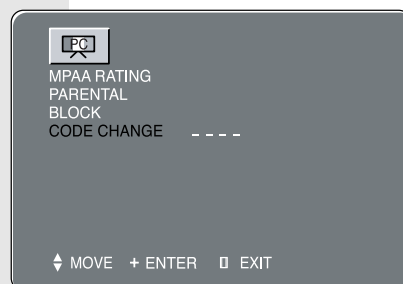 PC
MPAA RATING
PARENTAL
BLOCK
CODE CHANGE _ _ _ _
MOVE + ENTER EXIT